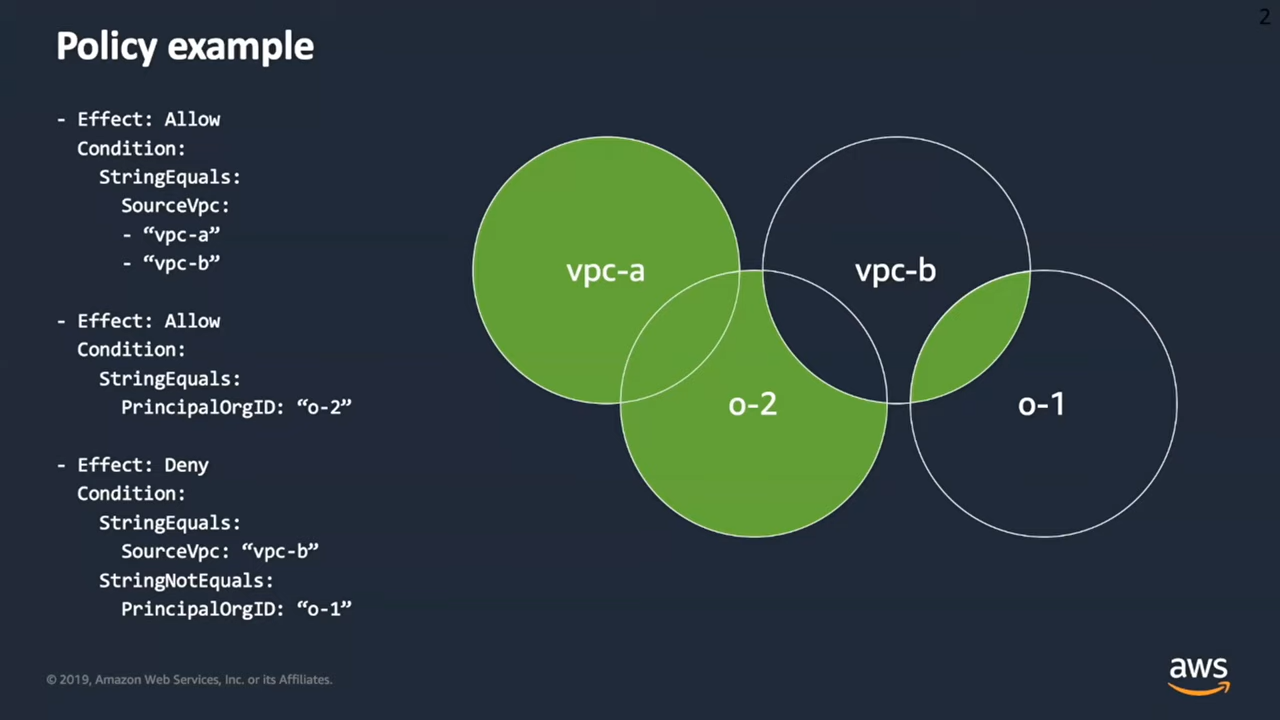 2
Policy example
- Effect: Allow
Condition:
StringEquals:
SourceVpc:
- “vpc-a”
- “vpc-b”
- Effect: Allow
Condition:
StringEquals:
PrincipalOrgID: “o-2”
- Effect: Deny
Condition:
StringEquals:
SourceVpc: “vpc-b”
StringNotEquals:
PrincipalOrgID: “o-1”
vpc-a
vpc-b
o-2
o-1
© 2019, Amazon Web Services, Inc. or its Affiliates.
aws